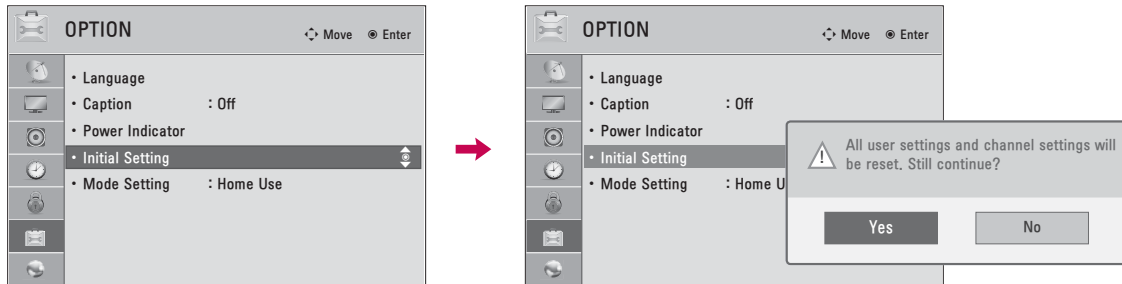 OPTION
Move Enter
• Language
• Caption : Off
• Power Indicator
• Initial Setting
• Mode Setting : Home Use
OPTION
Move Enter
• Language
• Caption : Off
• Power Indicator
• Initial Setting
• Mode Setting : Home U
All user settings and channel settings will
be reset. Still continue?
Yes No